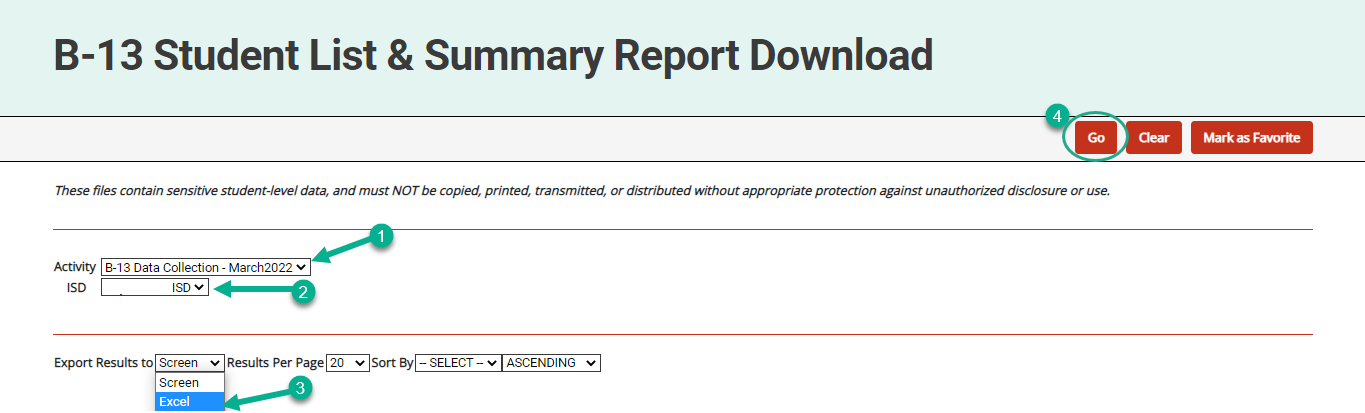 B-13 Student List & Summary Report Download
4
Go Clear Mark as Favorite
These files contain sensitive student-level data, and must NOT be copied, printed, transmitted, or distributed without appropriate protection against unauthorized disclosure or use.
1
Activity B-13 Data Collection - March2022
ISD ISD 2
Export Results to Screen Results Per Page 20 Sort By -- SELECT -- ASCENDING
Screen
Excel 3